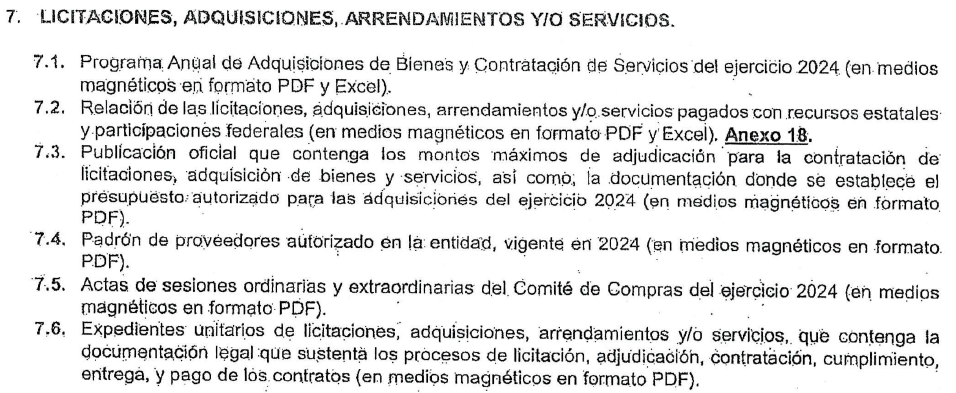 7. LICITACIONES, ADQUISICIONES, ARRENDAMIENTOS Y/O SERVICIOS.
7.1. Programa Anual de Adquisiciones de Bienes y Contratación de Servicios del ejercicio 2024 (en medios
magnéticos en formato PDF y Excel).
7.2. Relación de las licitaciones, adquisiciones, arrendamientos y/o servicios pagados con recursos estatales
y participaciones federales (en medios magnéticos en formato PDF y Excel). Anexo 18.
7.3. Publicación oficial que contenga los montos máximos de adjudicación para la contratación de
licitaciones, adquisición de bienes y servicios, así como, la documentación donde se establece el
presupuesto autorizado para las adquisiciones del ejercicio 2024 (en medios magnéticos en formato
PDF).
7.4. Padrón de proveedores autorizado en la entidad, vigente en 2024 (en medios magnéticos en formato
PDF).
7.5. Actas de sesiones ordinarias y extraordinarias del Comité de Compras del ejercicio 2024 (en medios
magnéticos en formato PDF).
7.6. Expedientes unitarios de licitaciones, adquisiciones, arrendamientos y/o servicios, que contenga la
documentación legal que sustenta los procesos de licitación, adjudicación, contratación, cumplimiento,
entrega, y pago de los contratos (en medios magnéticos en formato PDF).